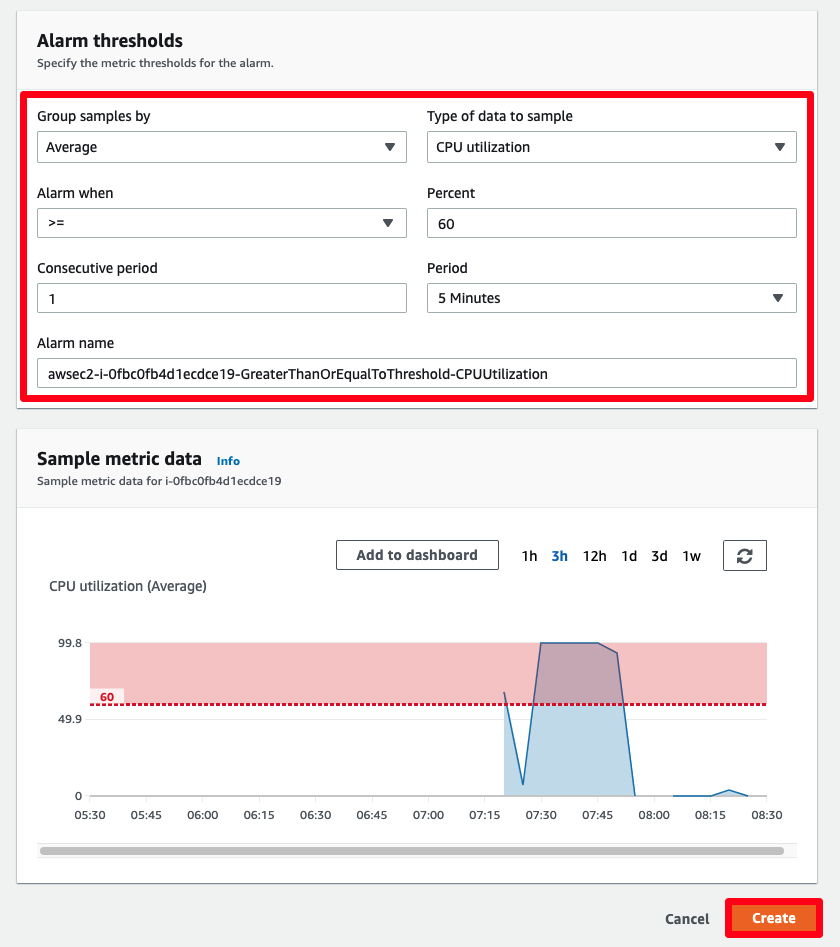 Alarm thresholds
Specify the metric thresholds for the alarm.
Group samples by
Type of data to sample
Average
CPU utilization
Alarm when
Percent
>=
60
Consecutive period
Period
1
5 Minutes
Alarm name
awsec2-i-0fbc0fb4d1ecdce19-GreaterThanOrEqualToThreshold-CPUUtilization
Sample metric data Info
Sample metric data for i-0fbc0fb4d1ecdce19
Add to dashboard 1h 3h 12h 1d 3d 1w
CPU utilization (Average)
99.8
60
49.9
0
05:30 05:45 06:00 06:15 06:30 06:45 07:00 07:15 07:30 07:45 08:00 08:15 08:30
Cancel Create